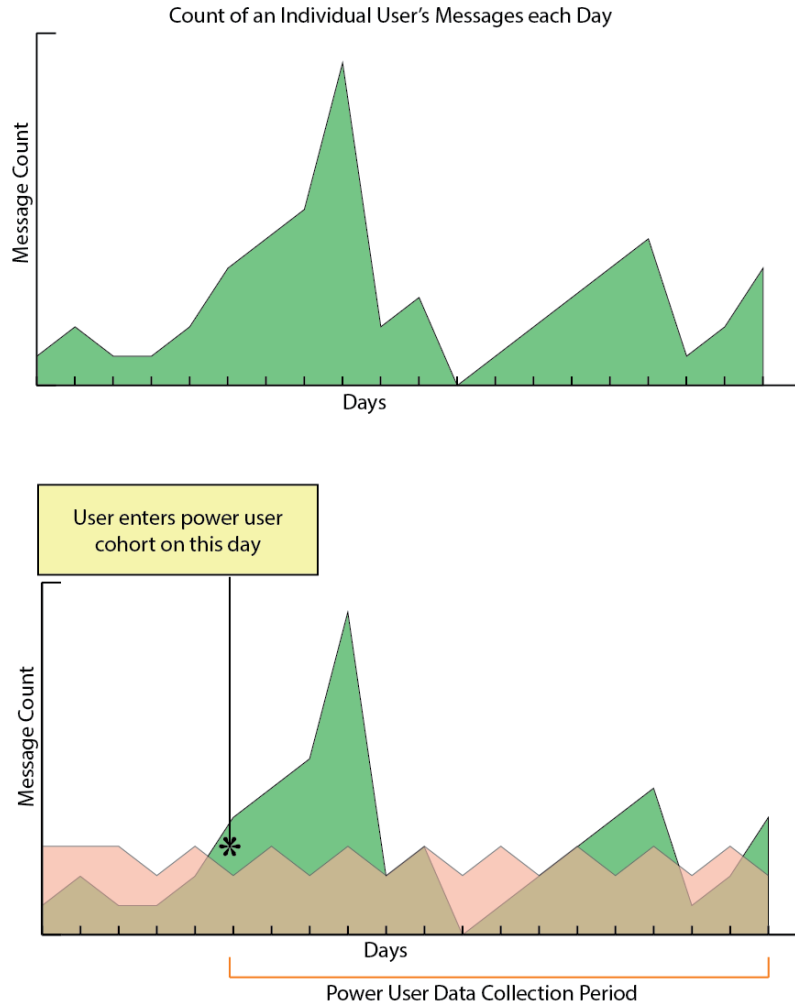 Count of an Individual User's Messages each Day
Message Count
Days
User enters power user
cohort on this day
Message Count
*
Days
Power User Data Collection Period